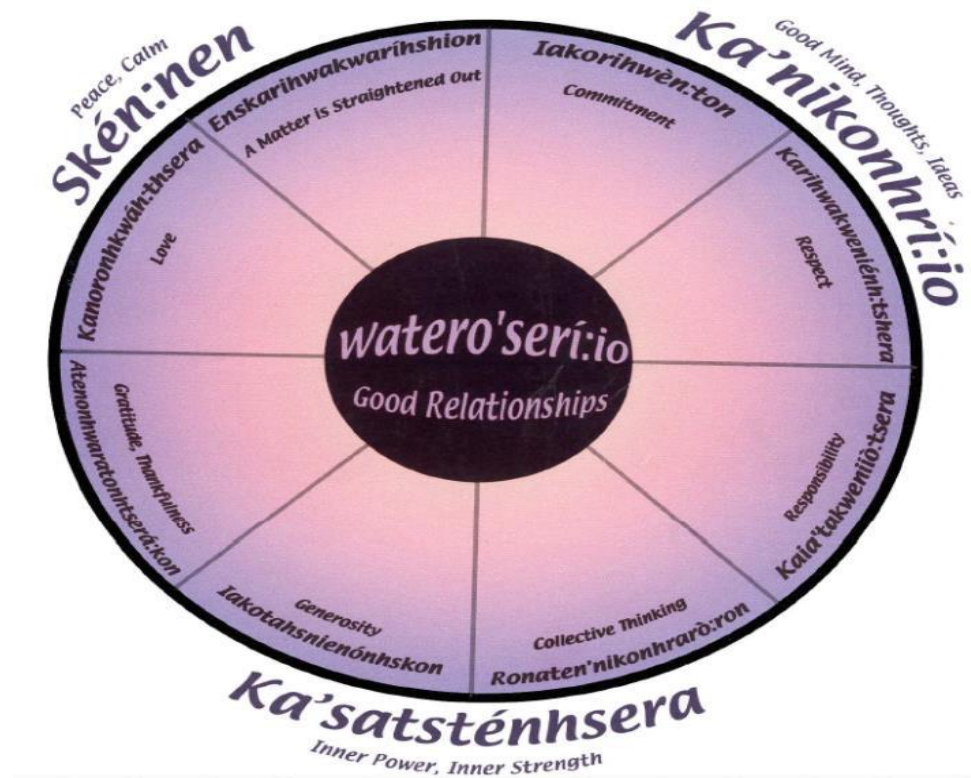 Skén:nen
Peace, Calm
Ka’nikonhrí:io
Good Mind, Thoughts, Ideas
Enskarihwakwaríhshion
A Matter is Straightened Out
Iakorihwèn:ton
Commitment
Karihwakweniénh:tshera
Respect
Kaia'takweniiò:tsera
Responsibility
Collective Thinking
Ronaten'nikonhrarò:ron
Generosity
Iakotahsnienónhskon
Gratitude, Thankfulness
Atenonhwaratonhtserá:kon
Kanoronhkwáh:thsera
Love
watero'serí:io
Good Relationships
Ka’satsténhsera
Inner Power, Inner Strength